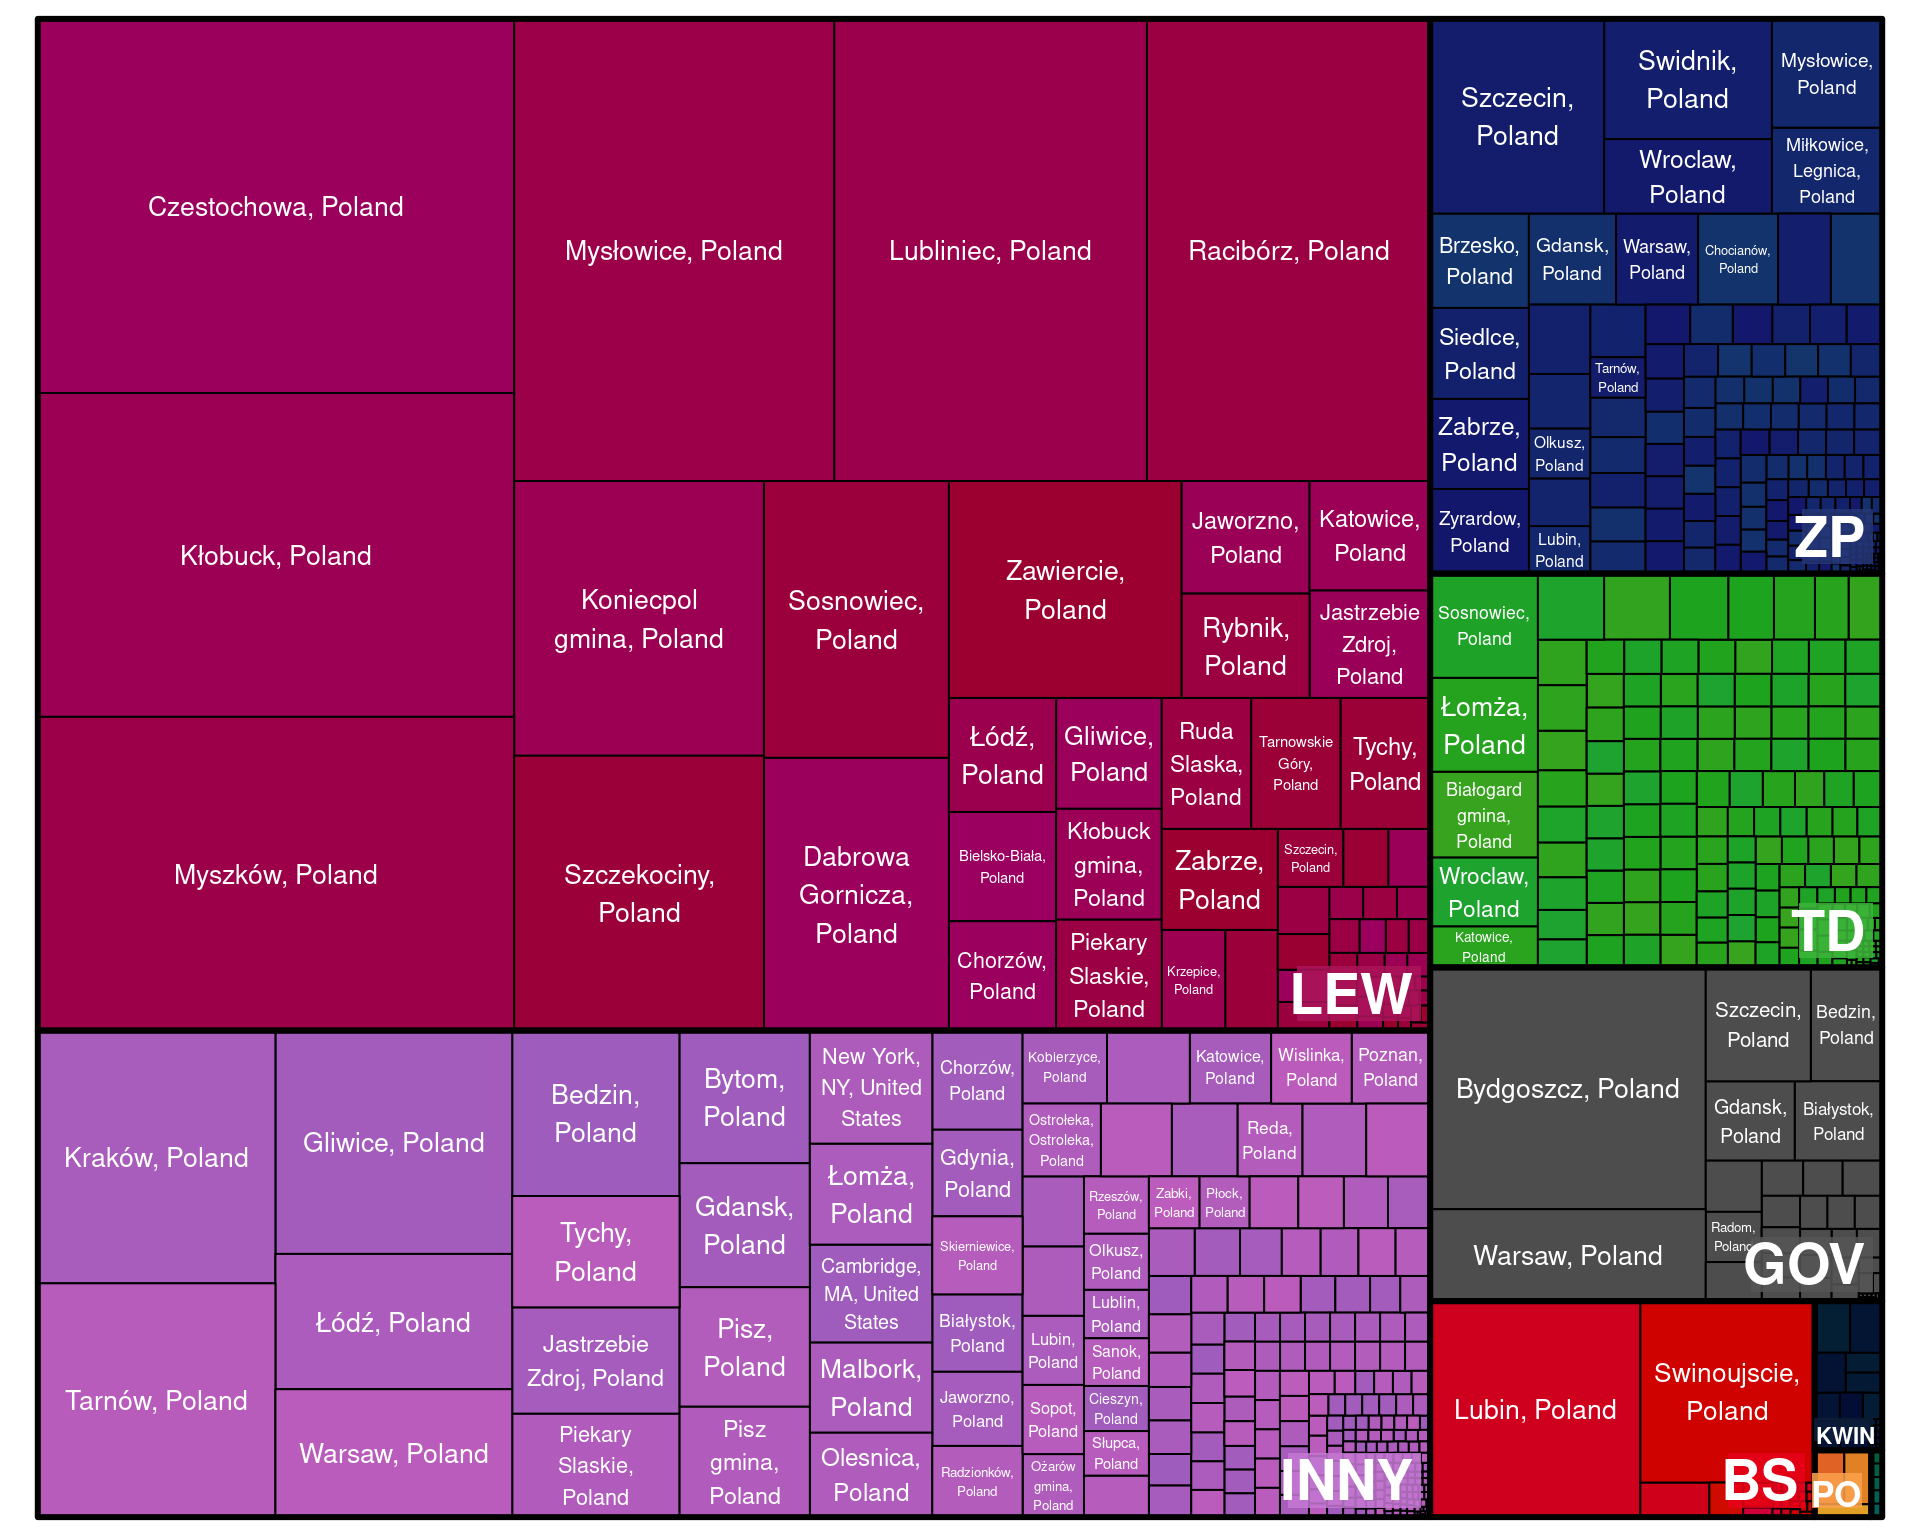 Czestochowa, Poland
Kłobuck, Poland
Myszków, Poland
Mysłowice, Poland
Lubliniec, Poland
Racibórz, Poland
Koniecpol
gmina, Poland
Szczekociny,
Poland
Sosnowiec,
Poland
Dabrowa
Gornicza,
Poland
Zawiercie,
Poland
Jaworzno,
Poland
Katowice,
Poland
Rybnik,
Poland
Jastrzebie
Zdroj,
Poland
Łódź,
Poland
Bielsko-Biała,
Poland
Chorzów,
Poland
Gliwice,
Poland
Kłobuck
gmina,
Poland
Piekary
Slaskie,
Poland
Ruda
Slaska,
Poland
Tarnowskie
Góry,
Poland
Tychy,
Poland
Zabrze,
Poland
Szczecin,
Poland
Krzepice,
Poland
LEW
Szczecin,
Poland
Swidnik,
Poland
Wroclaw,
Poland
Mysłowice,
Poland
Miłkowice,
Legnica,
Poland
Brzesko,
Poland
Gdansk,
Poland
Warsaw,
Poland
Chocianów,
Poland
Siedlce,
Poland
Zabrze,
Poland
Zyrardow,
Poland
Tarnów,
Poland
Olkusz,
Poland
Lubin,
Poland
ZP
Sosnowiec,
Poland
Łomża,
Poland
Białogard
gmina,
Poland
Wroclaw,
Poland
Katowice,
Poland
TD
Bydgoszcz, Poland
Warsaw, Poland
Szczecin,
Poland
Bedzin,
Poland
Gdansk,
Poland
Białystok,
Poland
Radom,
Poland
GOV
Lubin, Poland
Swinoujscie,
Poland
BS
KWIN
PO
Kraków, Poland
Tarnów, Poland
Gliwice, Poland
Łódź, Poland
Warsaw, Poland
Bedzin,
Poland
Tychy,
Poland
Jastrzebie
Zdroj, Poland
Piekary
Slaskie,
Poland
Bytom,
Poland
Gdansk,
Poland
Pisz,
Poland
Pisz
gmina,
Poland
New York,
NY, United
States
Łomża,
Poland
Cambridge,
MA, United
States
Malbork,
Poland
Olesnica,
Poland
Chorzów,
Poland
Gdynia,
Poland
Skierniewice,
Poland
Białystok,
Poland
Jaworzno,
Poland
Radzionków,
Poland
Kobierzyce,
Poland
Katowice,
Poland
Wislinka,
Poland
Poznan,
Poland
Ostrołeka,
Ostroleka,
Poland
Reda,
Poland
Rzeszów,
Poland
Zabki,
Poland
Płock,
Poland
Olkusz,
Poland
Lublin,
Poland
Lubin,
Poland
Sanok,
Poland
Sopot,
Poland
Cieszyn,
Poland
Słupca,
Poland
Ożarów
gmina,
Poland
INNY